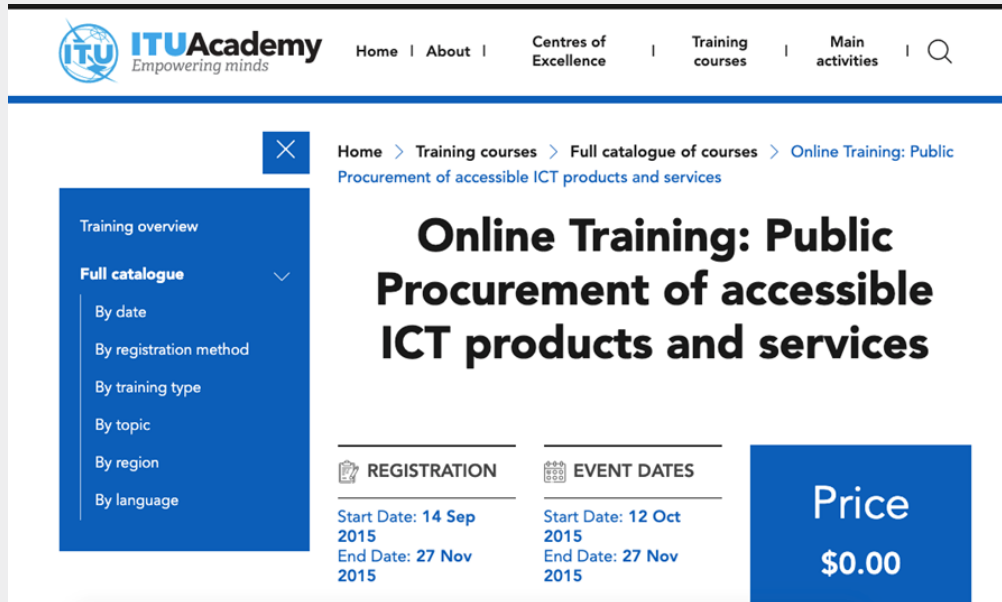 ITU
ITUAcademy
Empowering minds
Home | About |
Centres of
Excellence
|
Training
courses
|
Main
activities
|
Home > Training courses > Full catalogue of courses > Online Training: Public
Procurement of accessible ICT products and services
Training overview
Full catalogue
By date
By registration method
By training type
By topic
By region
By language
Online Training: Public
Procurement of accessible
ICT products and services
REGISTRATION
Start Date: 14 Sep
2015
End Date: 27 Nov
2015
EVENT DATES
Start Date: 12 Oct
2015
End Date: 27 Nov
2015
Price
$0.00